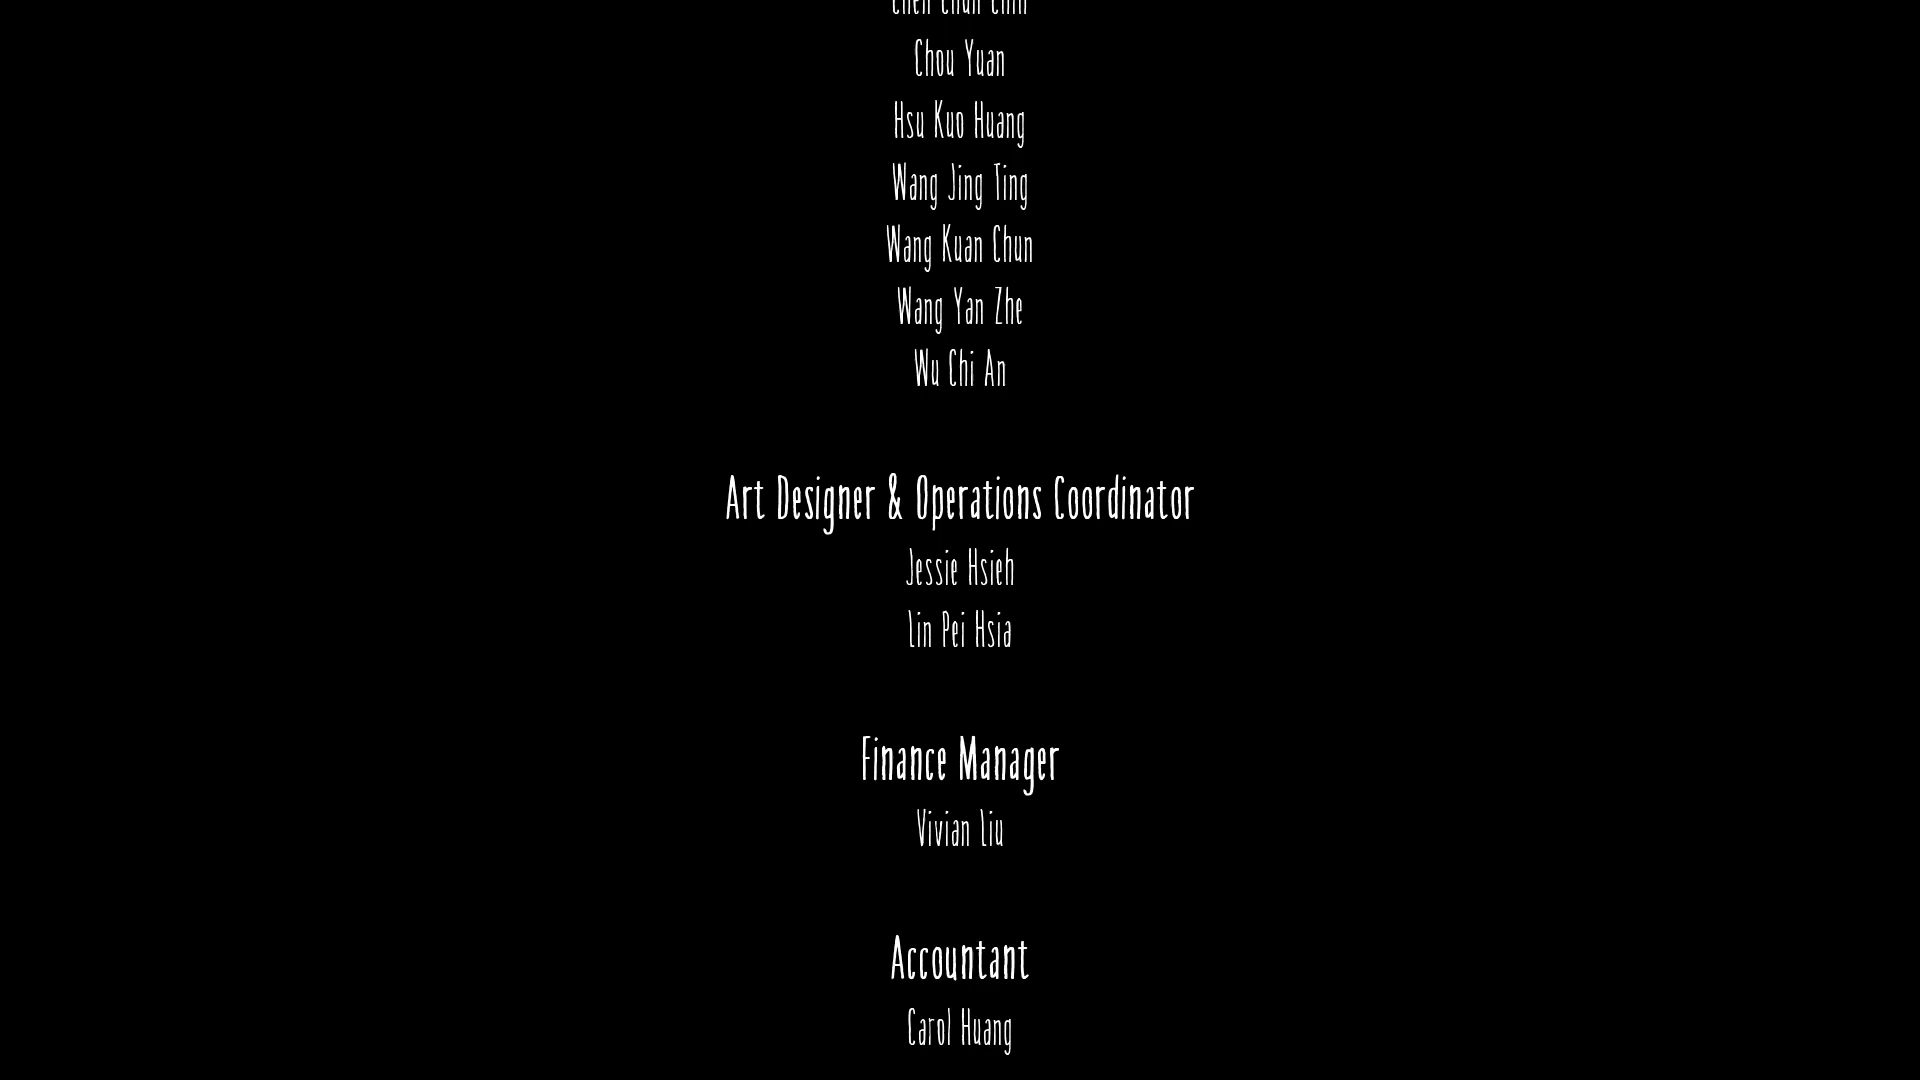 Chou Yuan
Hsu Kuo Huang
Wang Jing Ting
Wang Kuan Chun
Wang Yan Zhe
Wu Chi An
Art Designer & Operations Coordinator
Jessie Hsieh
Lin Pei Hsia
Finance Manager
Vivian Liu
Accountant
Carol Huang